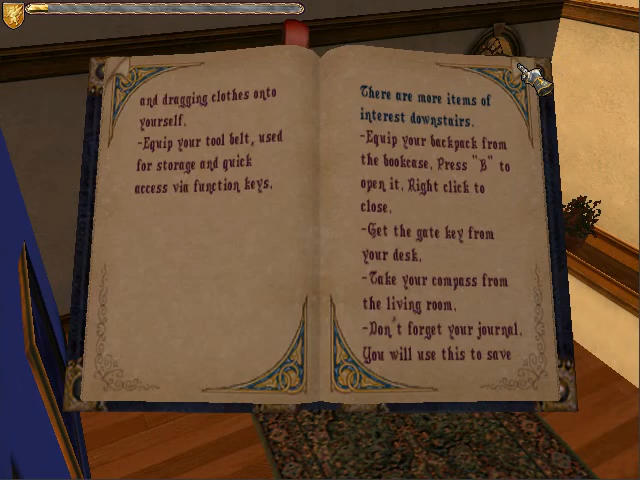 and dragging clothes onto
yourself.
-Equip your tool belt, used
for storage and quick
access via function keys.
There are more items of
interest downstairs.
-Equip your backpack from
the bookcase. Press "B" to
open it. Right click to
close.
-Get the gate key from
your desk.
-Take your compass from
the living room.
-Don't forget your journal.
You will use this to save